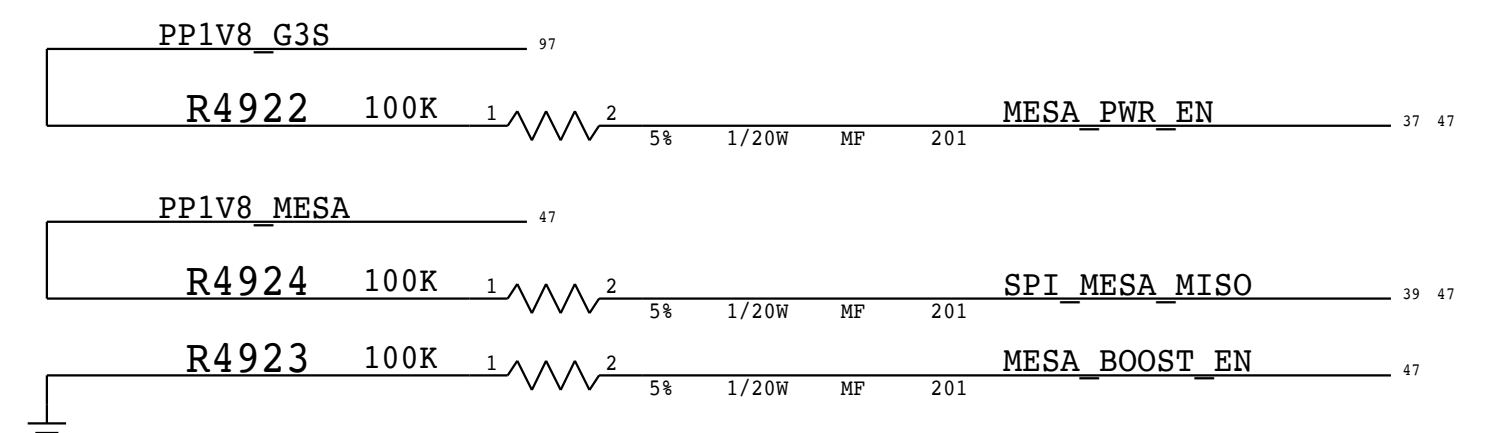 PP1V8_G3S 97
R4922 100K 1 2 MESA_PWR_EN 37 47
5% 1/20W MF 201
PP1V8_MESA 47
R4924 100K 1 2 SPI_MESA_MISO 39 47
5% 1/20W MF 201
R4923 100K 1 2 MESA_BOOST_EN 47
5% 1/20W MF 201